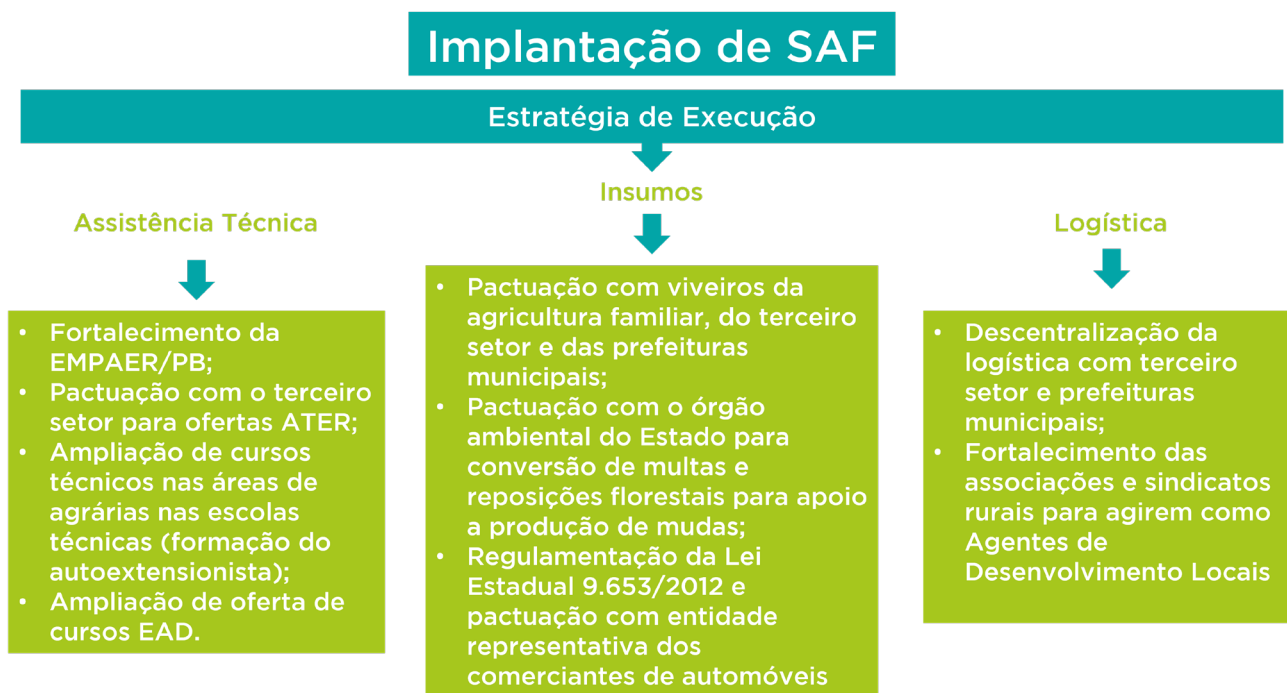 Implantação de SAF
Estratégia de Execução
Assistência Técnica
• Fortalecimento da
EMPAER/PB;
• Pactuação com o terceiro
setor para ofertas ATER;
• Ampliação de cursos
técnicos nas áreas de
agrárias nas escolas
técnicas (formação do
autoextensionista);
• Ampliação de oferta de
cursos EAD.
Insumos
• Pactuação com viveiros da
agricultura familiar, do terceiro
setor e das prefeituras
municipais;
• Pactuação com o órgão
ambiental do Estado para
conversão de multas e
reposições florestais para apoio
a produção de mudas;
• Regulamentação da Lei
Estadual 9.653/2012 e
pactuação com entidade
representativa dos
comerciantes de automóveis
Logística
• Descentralização da
logística com terceiro
setor e prefeituras
municipais;
• Fortalecimento das
associações e sindicatos
rurais para agirem como
Agentes de
Desenvolvimento Locais